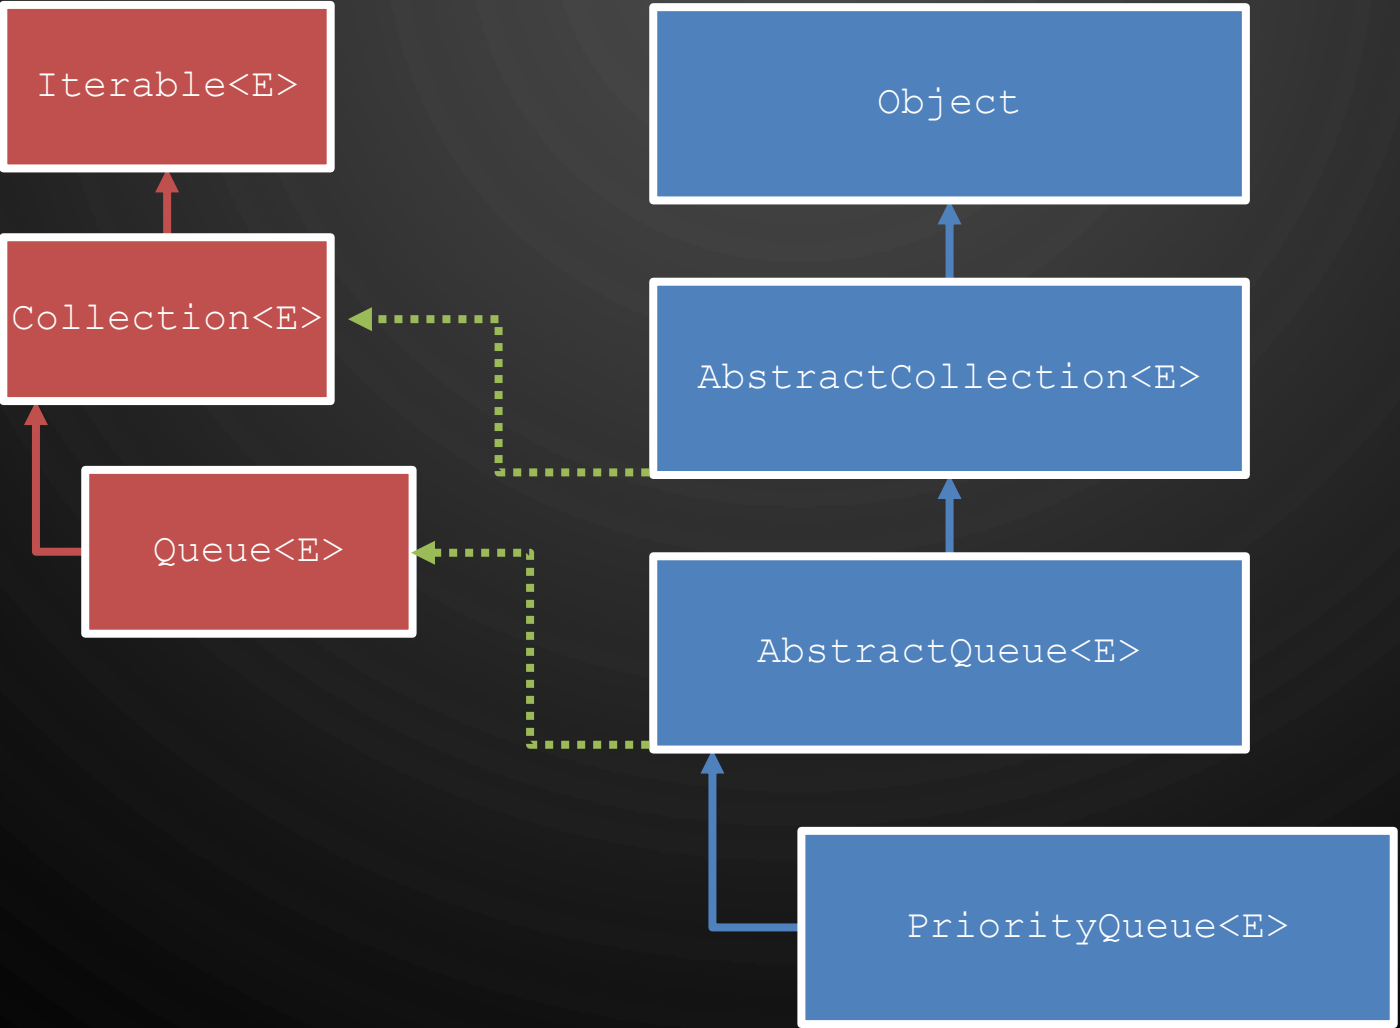 Iterable<E>
Object
Collection<E>
AbstractCollection<E>
Queue<E>
AbstractQueue<E>
PriorityQueue<E>